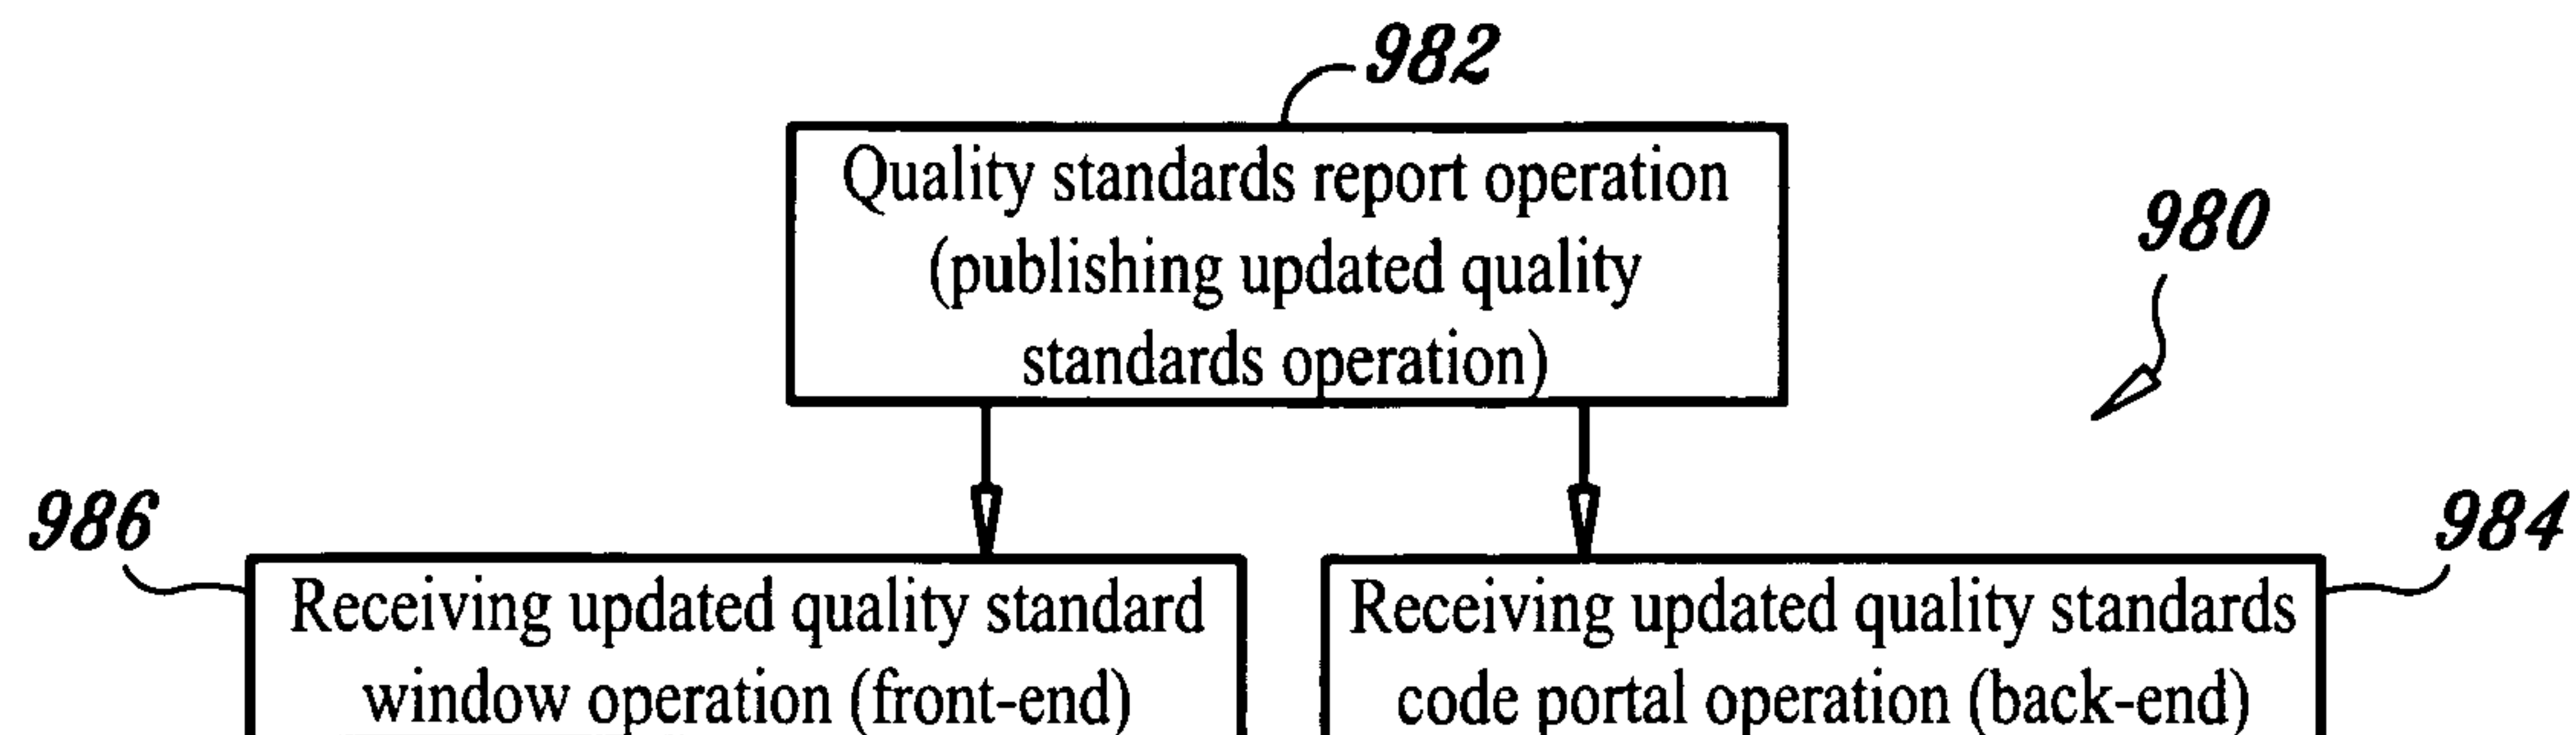 982
Quality standards report operation
(publishing updated quality
standards operation)
980
986
984
Receiving updated quality standard
window operation (front-end)
Receiving updated quality standards
code portal operation (back-end)